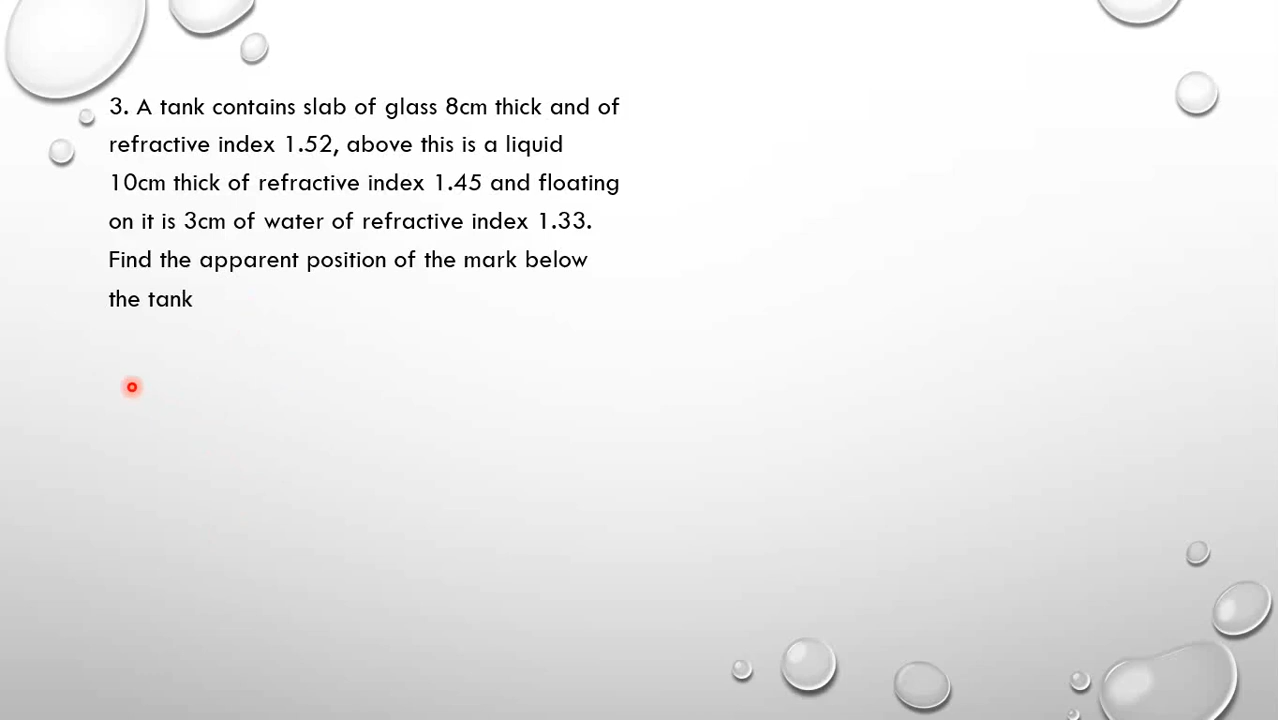 3. A tank contains slab of glass 8cm thick and of
refractive index 1.52, above this is a liquid
10cm thick of refractive index 1.45 and floating
on it is 3cm of water of refractive index 1.33.
Find the apparent position of the mark below
the tank